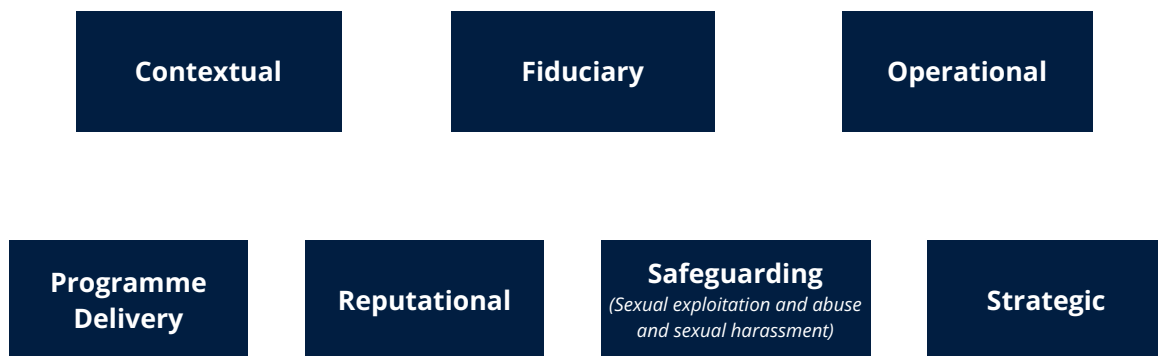 Contextual
Fiduciary
Operational
Programme
Delivery
Reputational
Safeguarding
(Sexual exploitation and abuse
and sexual harassment)
Strategic